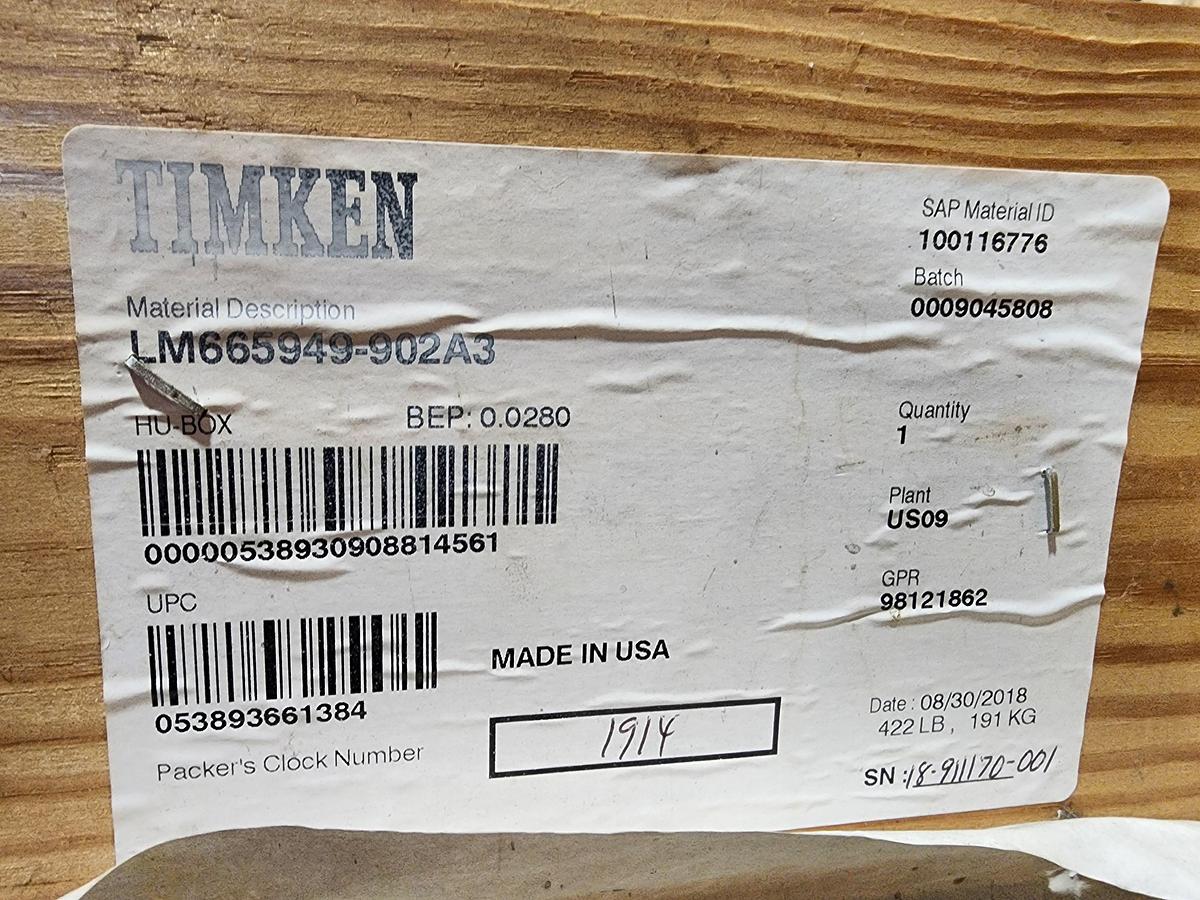 TIMKEN
SAP Material ID
100116776
Batch
0009045808
Material Description
LM665949-902A3
HU-BOX BEP: 0.0280
00000538930908814561
Quantity
1
Plant
US09
GPR
98121862
UPC
053893661384
MADE IN USA
Packer's Clock Number
1914
Date: 08/30/2018
422 LB, 191 KG
SN: 18-911170-001